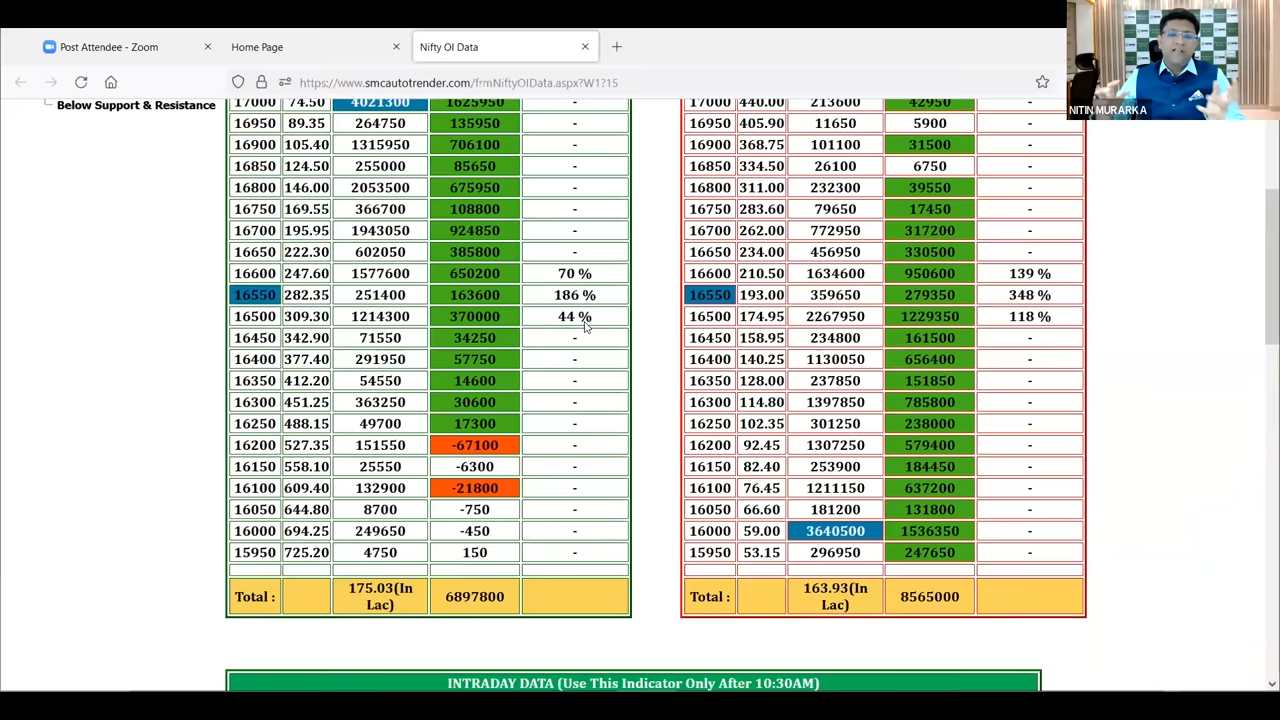 Post Attendee - Zoom
Home Page
Nifty OI Data
https://www.smcautotrender.com/frmNiftyOIData.aspx?W1?15
NITIN MURARKA
Below Support & Resistance
17000 74.50 4021300 1625950 - 17000 440.00 213600 42950 -
16950 89.35 264750 135950 - 16950 405.90 11650 5900 -
16900 105.40 1315950 706100 - 16900 368.75 101100 31500 -
16850 124.50 255000 85650 - 16850 334.50 26100 6750 -
16800 146.00 2053500 675950 - 16800 311.00 232300 39550 -
16750 169.55 366700 108800 - 16750 283.60 79650 17450 -
16700 195.95 1943050 924850 - 16700 262.00 772950 317200 -
16650 222.30 602050 385800 - 16650 234.00 456950 330500 -
16600 247.60 1577600 650200 70 % 16600 210.50 1634600 950600 139 %
16550 282.35 251400 163600 186 % 16550 193.00 359650 279350 348 %
16500 309.30 1214300 370000 44 % 16500 174.95 2267950 1229350 118 %
16450 342.90 71550 34250 - 16450 158.95 234800 161500 -
16400 377.40 291950 57750 - 16400 140.25 1130050 656400 -
16350 412.20 54550 14600 - 16350 128.00 237850 151850 -
16300 451.25 363250 30600 - 16300 114.80 1397850 785800 -
16250 488.15 49700 17300 - 16250 102.35 301250 238000 -
16200 527.35 151550 -67100 - 16200 92.45 1307250 579400 -
16150 558.10 25550 -6300 - 16150 82.40 253900 184450 -
16100 609.40 132900 -21800 - 16100 76.45 1211150 637200 -
16050 644.80 8700 -750 - 16050 66.60 181200 131800 -
16000 694.25 249650 -450 - 16000 59.00 3640500 1536350 -
15950 725.20 4750 150 - 15950 53.15 296950 247650 -
Total : 175.03(In Lac) 6897800 Total : 163.93(In Lac) 8565000
INTRADAY DATA (Use This Indicator Only After 10:30AM)